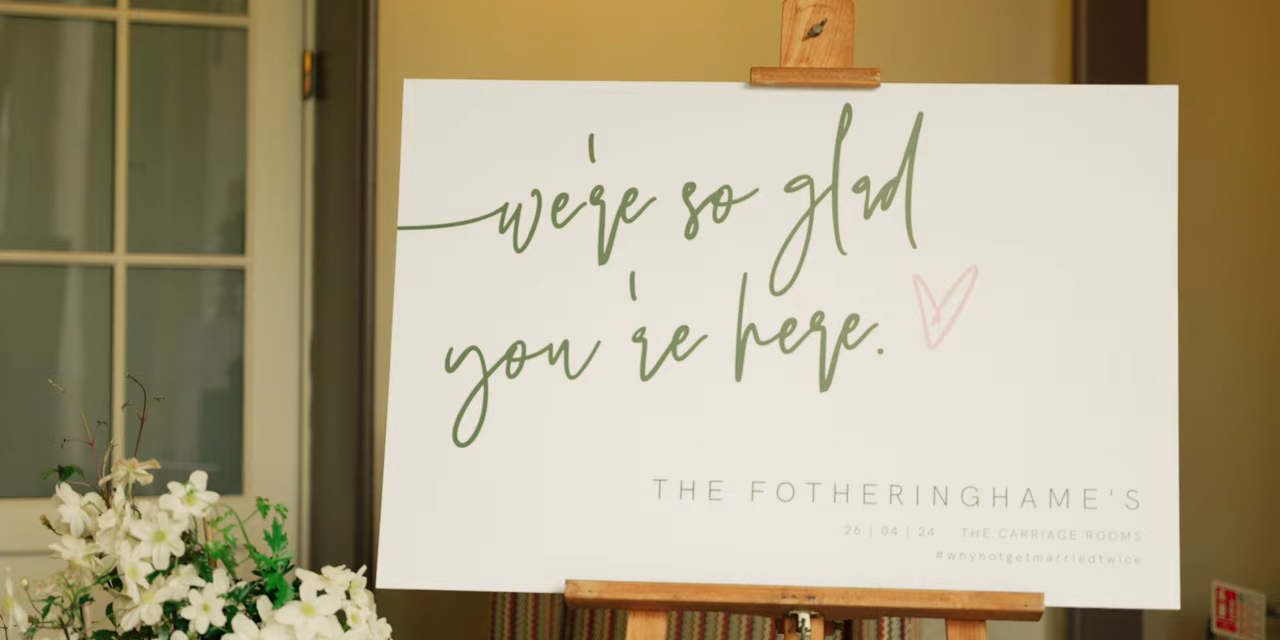 we're so glad
you're here.
THE FOTHERINGHAME'S
26 | 04 | 24 THE CARRIAGE ROOMS
#whynotgetmarriedtwice